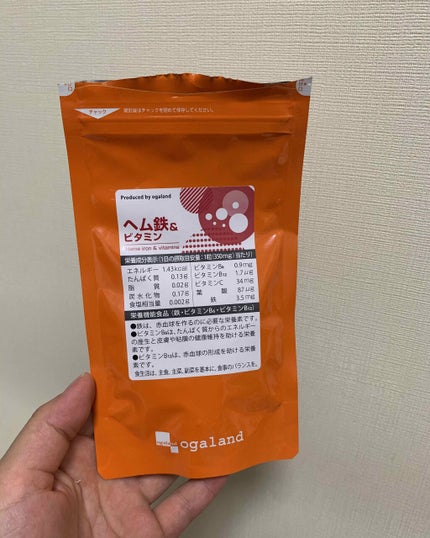 チャック
開封後はチャックを閉めて保存してください。
Produced by ogaland
ヘム鉄&
ビタミン
Heme iron & vitamins
栄養成分表示(1日の摂取目安量:1粒(350mg)当たり)
エネルギー 1.43kcal
たんぱく質 0.13g
脂質 0.02g
炭水化物 0.17g
食塩相当量 0.002g
ビタミンB6 0.9mg
ビタミンB12 1.7μg
ビタミンC 34mg
葉酸 87μg
鉄 3.5mg
栄養機能食品(鉄・ビタミンB6・ビタミンB12)
●鉄は、赤血球を作るのに必要な栄養素です。
●ビタミンB6は、たんぱく質からのエネルギー
の産生と皮膚や粘膜の健康維持を助ける栄養
素です。
●ビタミンB12は、赤血球の形成を助ける栄養
素です。
食生活は、主食、主菜、副菜を基本に、食事のバランスを。
ogaland
ogaland